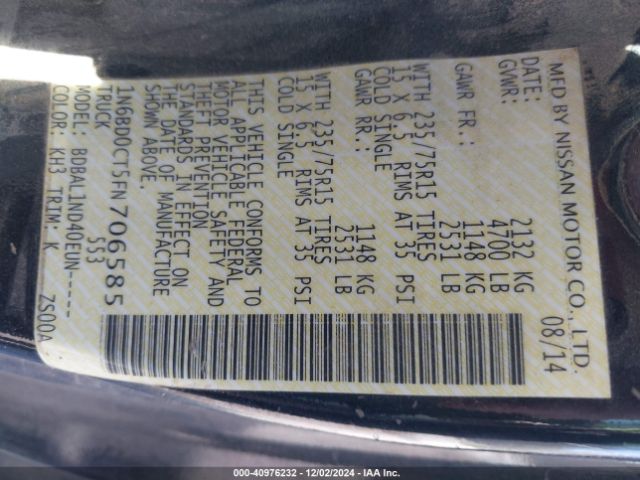 MFD BY NISSAN MOTOR CO., LTD.
DATE: 08/14
GVWR: 2132 KG
4700 LB
GAWR FR.: 1148 KG
2531 LB
WITH 235/75R15 TIRES
15 X 6.5 RIMS AT 35 PSI
COLD SINGLE
GAWR RR.: 1148 KG
2531 LB
WITH 235/75R15 TIRES
15 X 6.5 RIMS AT 35 PSI
COLD SINGLE
THIS VEHICLE CONFORMS TO
ALL APPLICABLE FEDERAL
MOTOR VEHICLE SAFETY AND
THEFT PREVENTION
STANDARDS IN EFFECT ON
THE DATE OF MANUFACTURE
SHOWN ABOVE.
1N6BD0CT5FN706585
TRUCK 553
MODEL: BDBAL1ND40EUN-----
COLOR: KH3 TRIM: K ZS00A
000-40976232 - 12/02/2024 - IAA Inc.